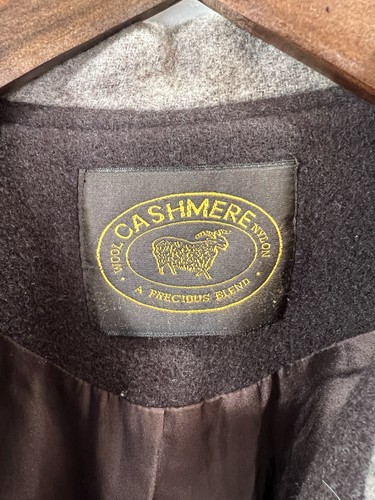 WOOL CASHMERE NYLON
• A PRECIOUS BLEND •